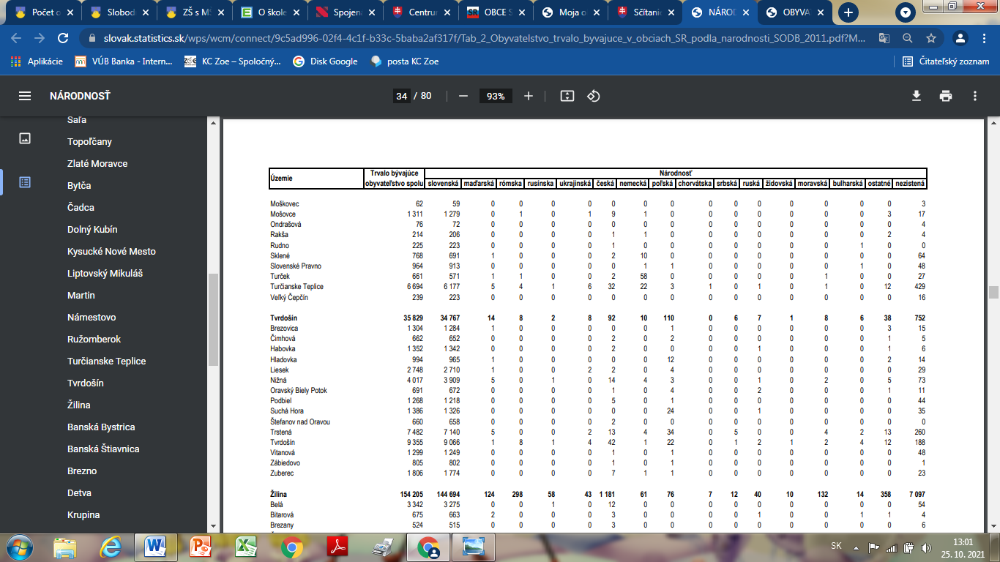 Počet o
Slobod
ZŠ s MŠ
O škole
Spojená
Centru
OBCE S
Moja o
Sčítanie
NÁROD
OBYVA
slovak.statistics.sk/wps/wcm/connect/9c5ad996-02f4-4c1f-b33c-5baba2af317f/Tab_2_Obyvatelstvo_trvalo_byvajuce_v_obciach_SR_podla_narodnosti_SODB_2011.pdf?M...
Aplikácie VÚB Banka - Intern... KC Zoe – Spoločný... Disk Google posta KC Zoe Čitateľský zoznam
NÁRODNOSŤ 34 / 80 93%
Šaľa
Topoľčany
Zlaté Moravce
Bytča
Čadca
Dolný Kubín
Kysucké Nové Mesto
Liptovský Mikuláš
Martin
Námestovo
Ružomberok
Turčianske Teplice
Tvrdošín
Žilina
Banská Bystrica
Banská Štiavnica
Brezno
Detva
Krupina
Územie Trvalo bývajúce Národnosť
obyvateľstvo spolu slovenská maďarská rómska rusínska ukrajinská česká nemecká poľská chorvátska srbská ruská židovská moravská bulharská ostatné nezistená
Moškovec 62 59 0 0 0 0 0 0 0 0 0 0 0 0 0 0 3
Mošovce 1 311 1 279 0 1 0 1 9 1 0 0 0 0 0 0 0 3 17
Ondrašová 76 72 0 0 0 0 0 0 0 0 0 0 0 0 0 0 4
Rakša 214 206 0 0 0 0 1 1 0 0 0 0 0 0 0 2 4
Rudno 225 223 0 0 0 0 1 0 0 0 0 0 0 0 1 0 0
Sklené 768 691 1 0 0 0 2 10 0 0 0 0 0 0 0 0 64
Slovenské Pravno 964 913 0 0 0 0 0 1 1 0 0 0 0 0 1 0 48
Turček 661 571 1 1 0 0 2 58 0 0 0 0 0 1 0 0 27
Turčianske Teplice 6 694 6 177 5 4 1 6 32 22 3 1 0 1 0 1 0 12 429
Veľký Čepčín 239 223 0 0 0 0 0 0 0 0 0 0 0 0 0 0 16
Tvrdošín 35 829 34 767 14 8 2 8 92 10 110 0 6 7 1 8 6 38 752
Brezovica 1 304 1 284 1 0 0 0 0 0 1 0 0 0 0 0 0 3 15
Čimhová 662 652 0 0 0 0 2 0 2 0 0 0 0 0 0 1 5
Habovka 1 352 1 342 0 0 0 0 2 0 0 0 0 1 0 0 0 1 6
Hladovka 994 965 1 0 0 0 0 0 12 0 0 0 0 0 0 2 14
Liesek 2 748 2 710 1 0 0 2 2 0 4 0 0 0 0 0 0 0 29
Nižná 4 017 3 909 5 0 1 0 14 4 3 0 0 1 0 2 0 5 73
Oravský Biely Potok 691 672 0 0 0 0 1 0 4 0 0 2 0 0 0 1 11
Podbiel 1 268 1 218 0 0 0 0 5 0 1 0 0 0 0 0 0 0 44
Suchá Hora 1 386 1 326 0 0 0 0 0 0 24 0 0 1 0 0 0 0 35
Štefanov nad Oravou 660 658 0 0 0 0 2 0 0 0 0 0 0 0 0 0 0
Trstená 7 482 7 140 5 0 0 2 13 4 34 0 5 0 0 4 2 13 260
Tvrdošín 9 355 9 066 1 8 1 4 42 1 22 0 1 2 1 2 4 12 188
Vitanová 1 299 1 249 0 0 0 0 1 0 1 0 0 0 0 0 0 0 48
Zábiedovo 805 802 0 0 0 0 1 0 1 0 0 0 0 0 0 0 1
Zuberec 1 806 1 774 0 0 0 0 7 1 1 0 0 0 0 0 0 0 23
Žilina 154 205 144 694 124 298 58 43 1 181 61 76 7 12 40 10 132 14 358 7 097
Belá 3 342 3 275 0 0 1 0 12 0 0 0 0 0 0 0 0 0 54
Bitarová 675 663 2 0 0 0 3 0 0 0 0 1 0 0 1 1 4
Brezany 524 515 0 0 0 0 3 0 0 0 0 0 0 0 0 0 6
SK 13:01
25. 10. 2021